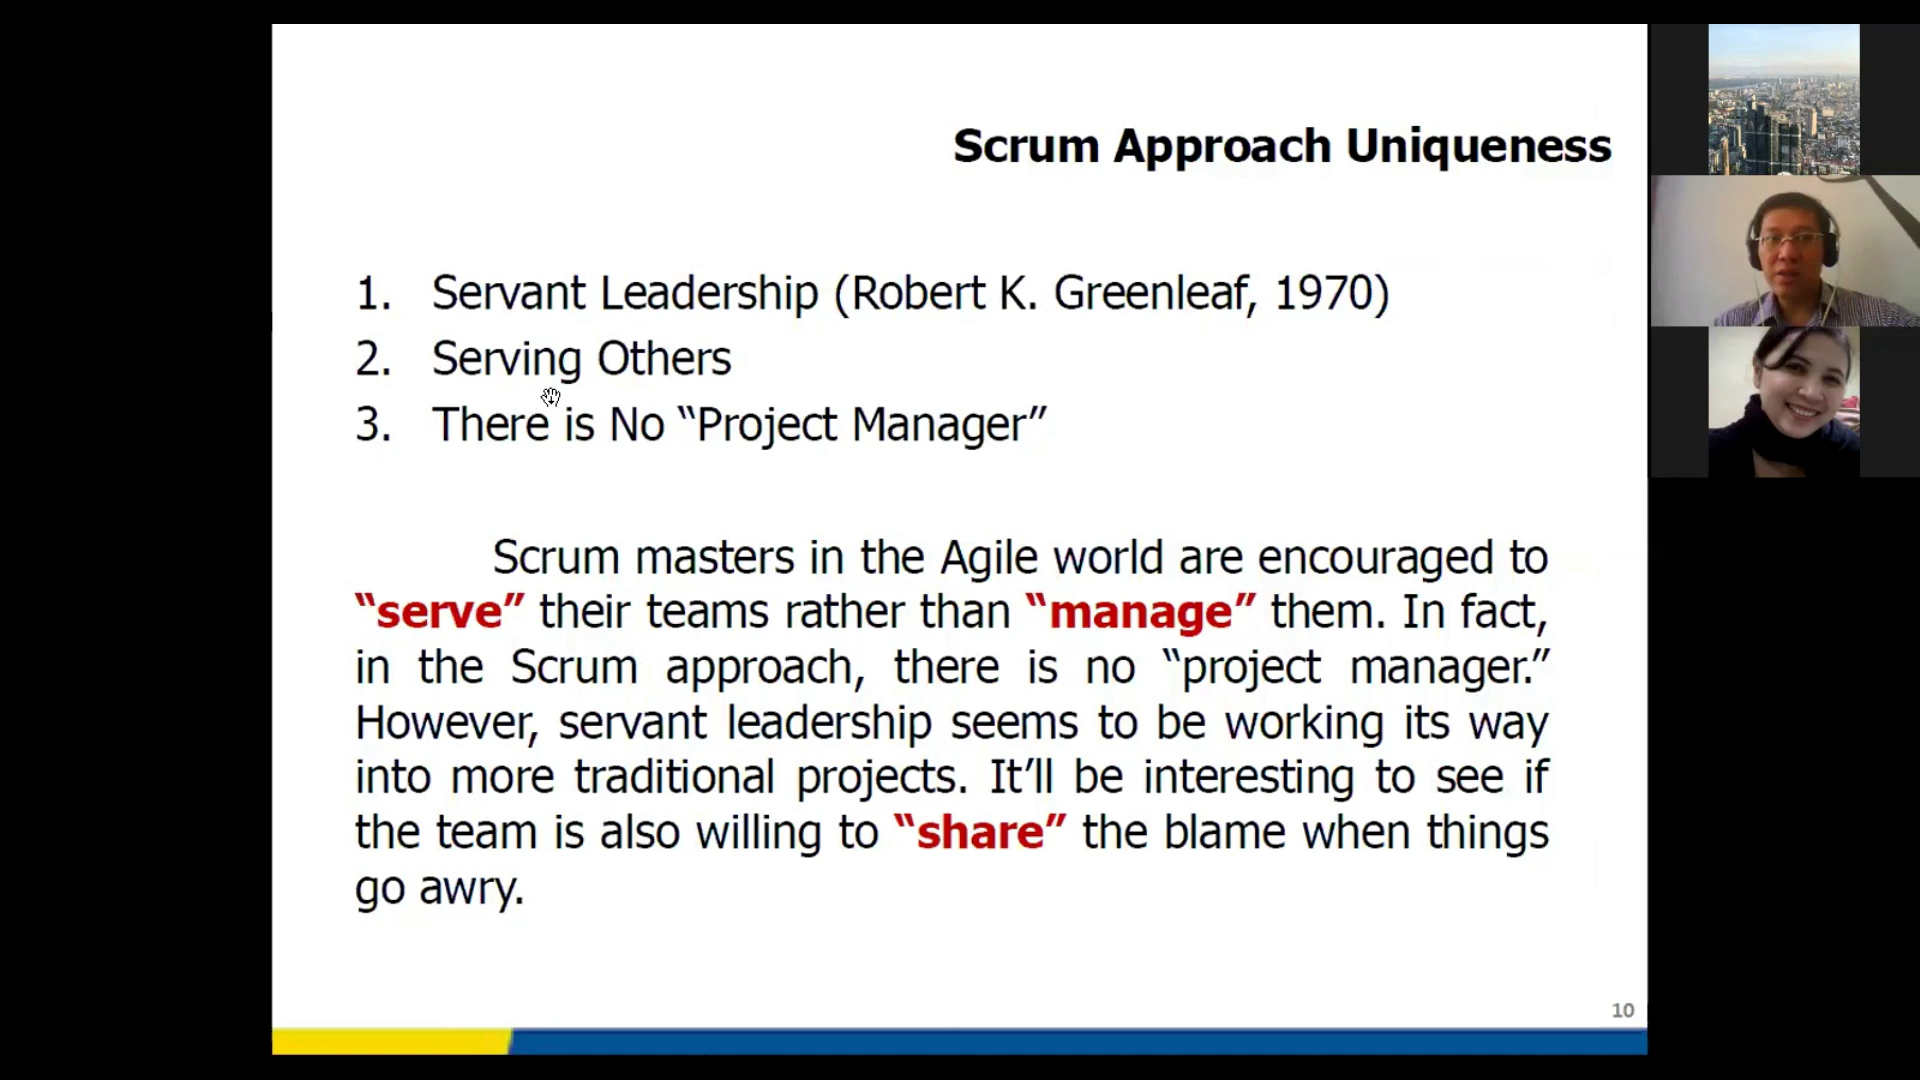 Scrum Approach Uniqueness
1. Servant Leadership (Robert K. Greenleaf, 1970)
2. Serving Others
3. There is No “Project Manager”
Scrum masters in the Agile world are encouraged to
“serve” their teams rather than “manage” them. In fact,
in the Scrum approach, there is no “project manager.”
However, servant leadership seems to be working its way
into more traditional projects. It’ll be interesting to see if
the team is also willing to “share” the blame when things
go awry.
10